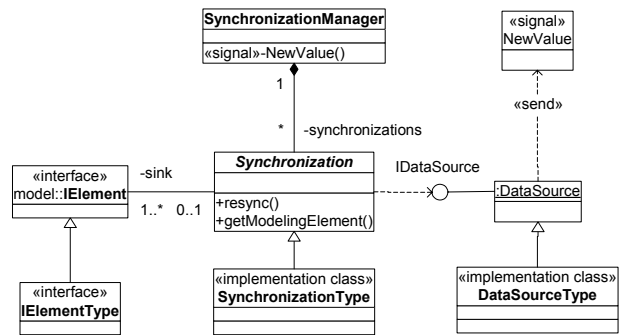 SynchronizationManager
«signal»-NewValue()
«signal»
NewValue
«send»
1
* -synchronizations
«interface»
model::IElement
-sink
1..* 0..1
Synchronization
+resync()
+getModelingElement()
IDataSource
:DataSource
«interface»
IElementType
«implementation class»
SynchronizationType
«implementation class»
DataSourceType